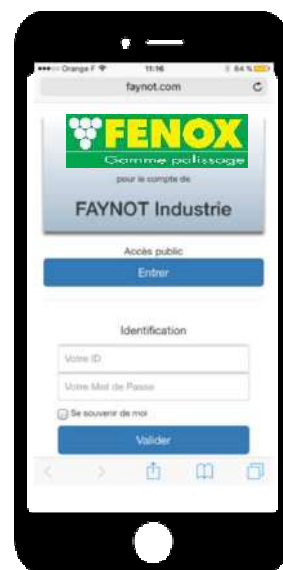 Orange F 11:16 84 %
faynot.com
FENOX
Gamme palissage
pour le compte de
FAYNOT Industrie
Accès public
Entrer
Identification
Votre ID
Votre Mot de Passe
Se souvenir de moi
Valider